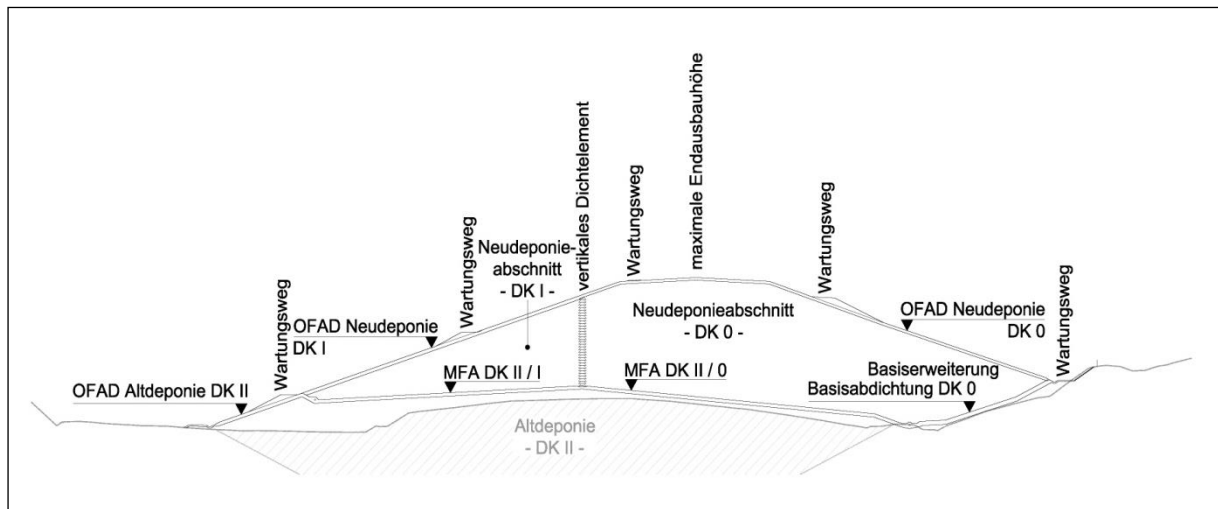 Wartungsweg
OFAD Altdeponie DK II
OFAD Neudeponie
DK I
Wartungsweg
Neudeponie-
abschnitt
- DK I -
MFA DK II / I
vertikales Dichtelement
Wartungsweg
maximale Endausbauhöhe
Neudeponieabschnitt
- DK 0 -
MFA DK II / 0
Wartungsweg
OFAD Neudeponie
DK 0
Wartungsweg
Basiserweiterung
Basisabdichtung DK 0
Altdeponie
- DK II -